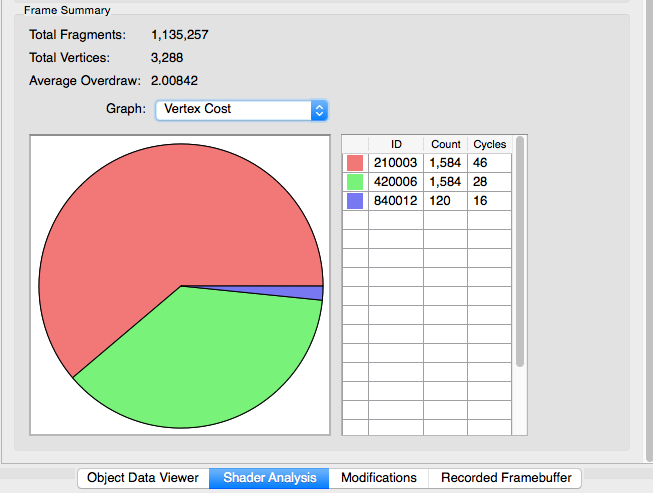 Frame Summary
Total Fragments: 1,135,257
Total Vertices: 3,288
Average Overdraw: 2.00842
Graph: Vertex Cost
ID Count Cycles
210003 1,584 46
420006 1,584 28
840012 120 16
Object Data Viewer Shader Analysis Modifications Recorded Framebuffer